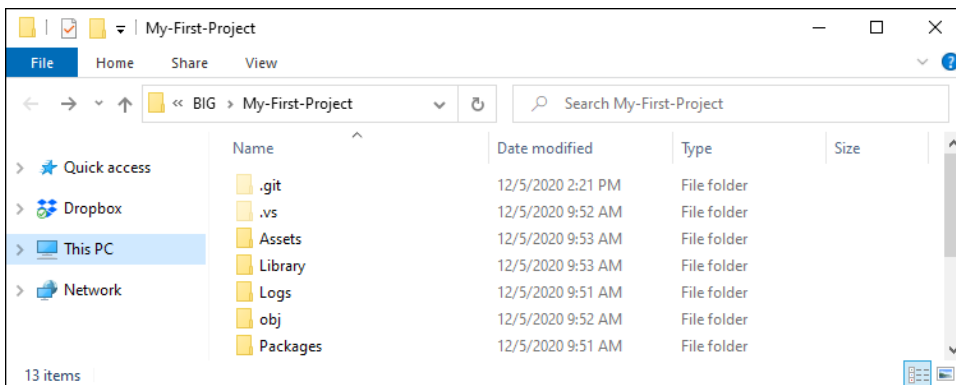 My-First-Project
File Home Share View
« BIG > My-First-Project
Search My-First-Project
Name Date modified Type Size
Quick access
Dropbox
This PC
Network
.git 12/5/2020 2:21 PM File folder
.vs 12/5/2020 9:52 AM File folder
Assets 12/5/2020 9:53 AM File folder
Library 12/5/2020 9:53 AM File folder
Logs 12/5/2020 9:51 AM File folder
obj 12/5/2020 9:52 AM File folder
Packages 12/5/2020 9:51 AM File folder
13 items